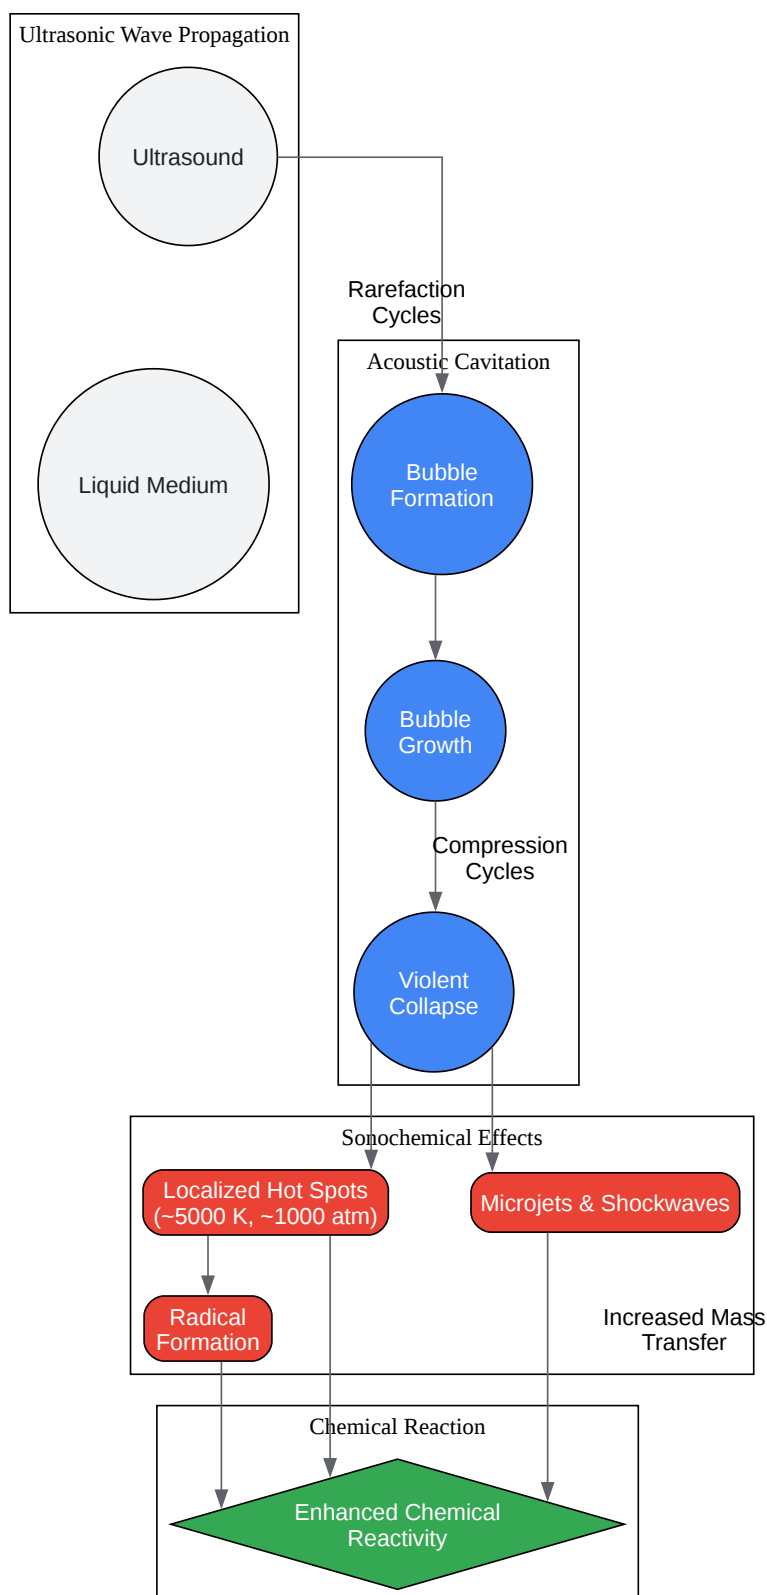 Ultrasonic Wave Propagation
Ultrasound
Rarefaction
Cycles
Acoustic Cavitation
Liquid Medium
Bubble
Formation
Bubble
Growth
Compression
Cycles
Violent
Collapse
Sonochemical Effects
Localized Hot Spots
(~5000 K, ~1000 atm)
Microjets & Shockwaves
Radical
Formation
Increased Mass
Transfer
Chemical Reaction
Enhanced Chemical
Reactivity